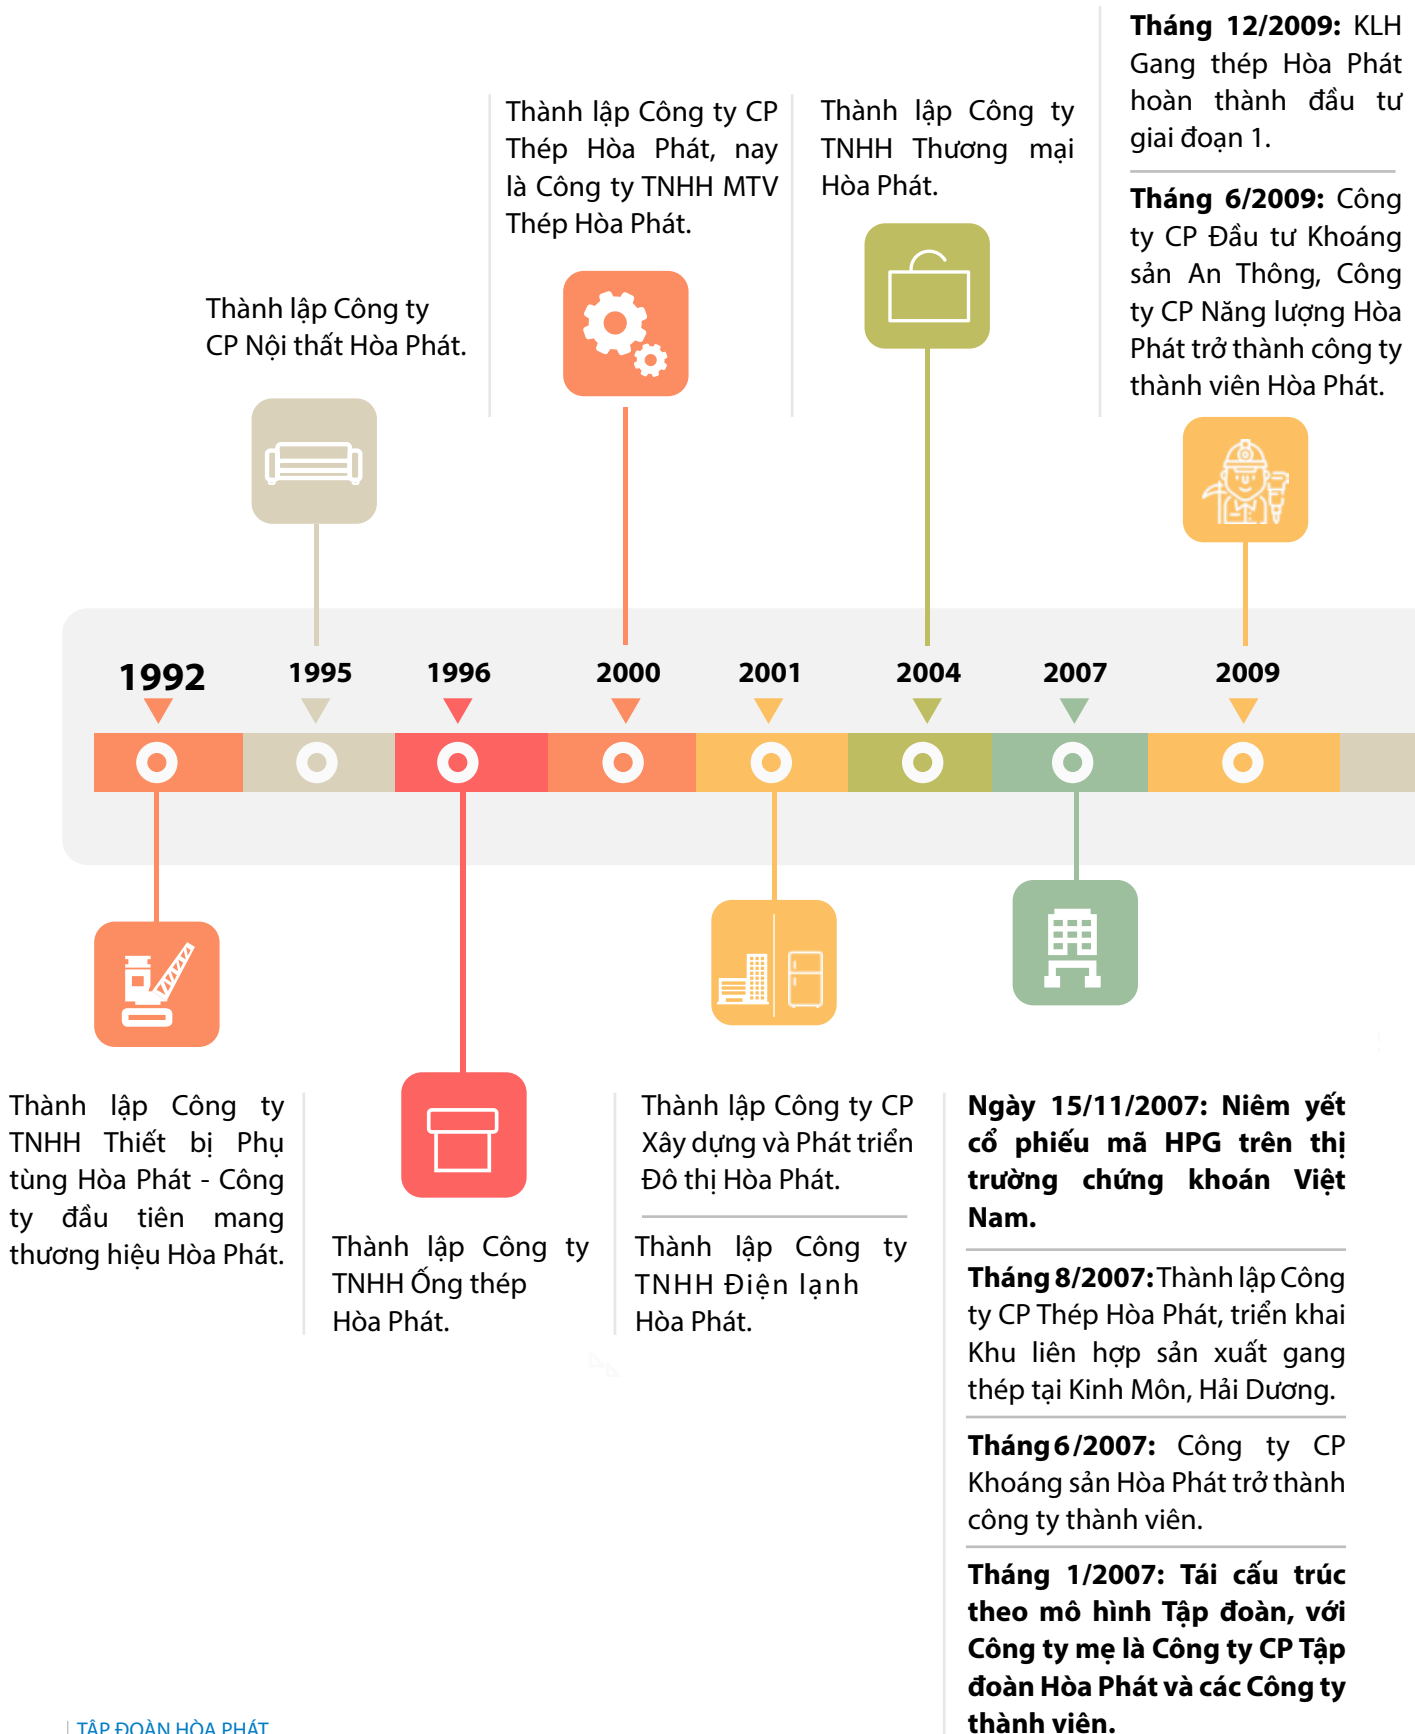 Tháng 12/2009: KLH
Gang thép Hòa Phát
hoàn thành đầu tư
giai đoạn 1.
Tháng 6/2009: Công
ty CP Đầu tư Khoáng
sản An Thông, Công
ty CP Năng lượng Hòa
Phát trở thành công ty
thành viên Hòa Phát.
Thành lập Công ty CP
Thép Hòa Phát, nay
là Công ty TNHH MTV
Thép Hòa Phát.
Thành lập Công ty
TNHH Thương mại
Hòa Phát.
Thành lập Công ty
CP Nội thất Hòa Phát.
1992
1995
1996
2000
2001
2004
2007
2009
Thành lập Công ty
TNHH Thiết bị Phụ
tùng Hòa Phát - Công
ty đầu tiên mang
thương hiệu Hòa Phát.
Thành lập Công ty
TNHH Ống thép
Hòa Phát.
Thành lập Công ty CP
Xây dựng và Phát triển
Đô thị Hòa Phát.
Thành lập Công ty
TNHH Điện lạnh
Hòa Phát.
Ngày 15/11/2007: Niêm yết
cổ phiếu mã HPG trên thị
trường chứng khoán Việt
Nam.
Tháng 8/2007: Thành lập Công
ty CP Thép Hòa Phát, triển khai
Khu liên hợp sản xuất gang
thép tại Kinh Môn, Hải Dương.
Tháng 6/2007: Công ty CP
Khoáng sản Hòa Phát trở thành
công ty thành viên.
Tháng 1/2007: Tái cấu trúc
theo mô hình Tập đoàn, với
Công ty mẹ là Công ty CP Tập
đoàn Hòa Phát và các Công ty
thành viên.
TẬP ĐOÀN HÒA PHÁT